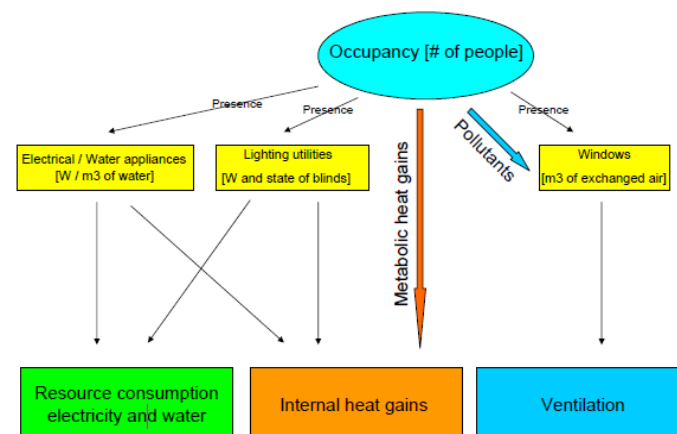 Occupancy [# of people]
Presence
Presence
Presence
Pollutants
Electrical / Water appliances
[W / m3 of water]
Lighting utilities
[W and state of blinds]
Windows
[m3 of exchanged air]
Metabolic heat gains
Resource consumption
electricity and water
Internal heat gains
Ventilation